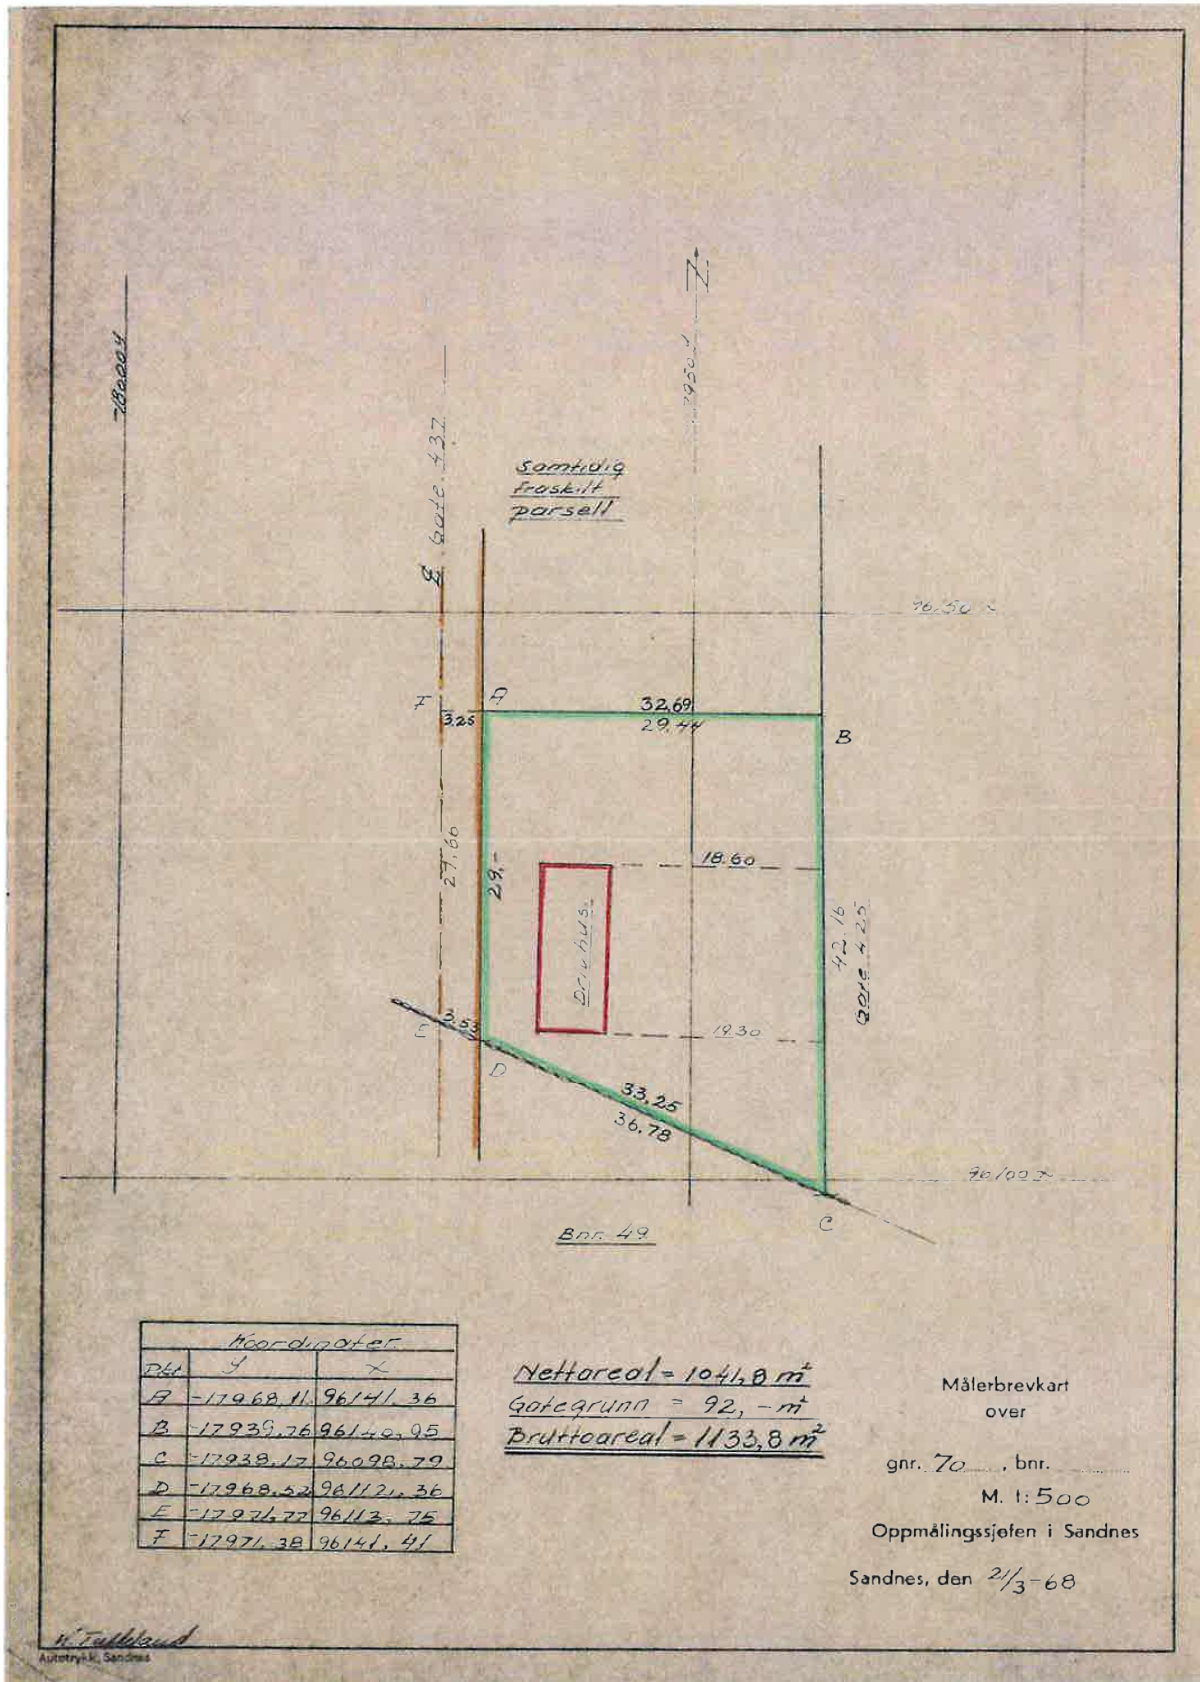 -18000 Y
Gate 437
Samtidig
fraskilt
parsell
96150 X
F
A
3.25
32,69
29.44
B
27,66
29,-
18.60
Drivhus.
42.16
Gate 425
3.53
E
D
19.30
33,25
36.78
96100 X
C
Bnr. 49
Koordinater
Pkt y x
A -17968,11 96141.36
B -17939,76 96140,95
C -17938,17 96098.79
D -17968.52 96112.36
E -17971,77 96113.75
F -17971.38 96141.41
Nettoareal = 1041,8 m²
Gategrunn = 92,- m²
Bruttoareal = 1133,8 m²
Målerbrevkart
over
gnr. 70 , bnr.
M. 1: 500
Oppmålingssjefen i Sandnes
Sandnes, den 21/3-68
Autotrykk, Sandnes